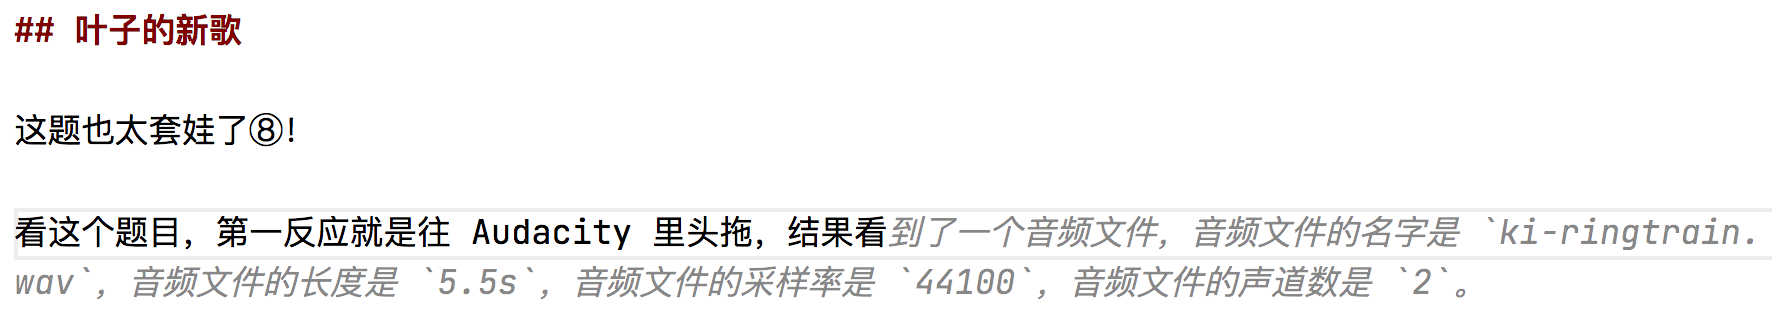 ## 叶子的新歌
这题也太套娃了⑧！
看这个题目，第一反应就是往 Audacity 里头拖，结果看到了一个音频文件，音频文件的名字是 `ki-ringtrain.
wav`，音频文件的长度是 `5.5s`，音频文件的采样率是 `44100`，音频文件的声道数是 `2`。